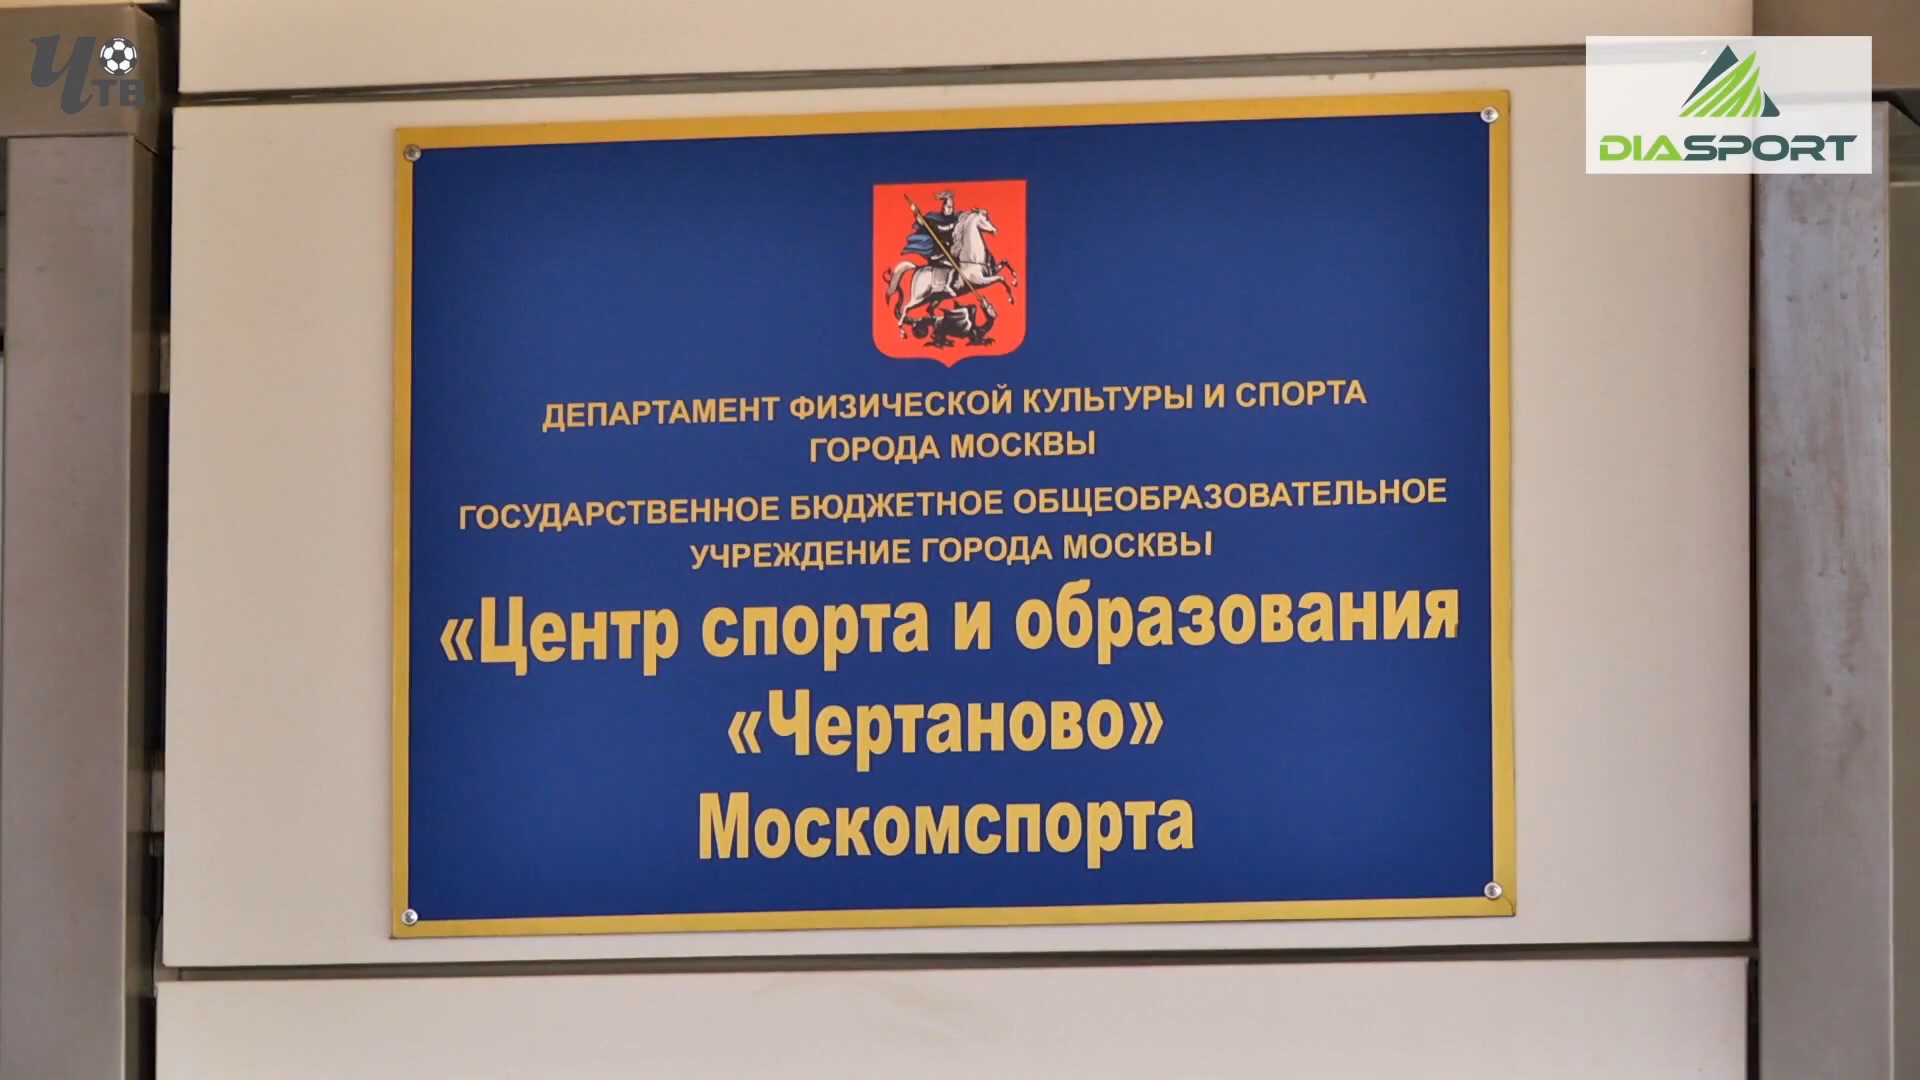 ЧТВ
DIASPORT
ДЕПАРТАМЕНТ ФИЗИЧЕСКОЙ КУЛЬТУРЫ И СПОРТА
ГОРОДА МОСКВЫ
ГОСУДАРСТВЕННОЕ БЮДЖЕТНОЕ ОБЩЕОБРАЗОВАТЕЛЬНОЕ
УЧРЕЖДЕНИЕ ГОРОДА МОСКВЫ
«Центр спорта и образования
«Чертаново»
Москомспорта